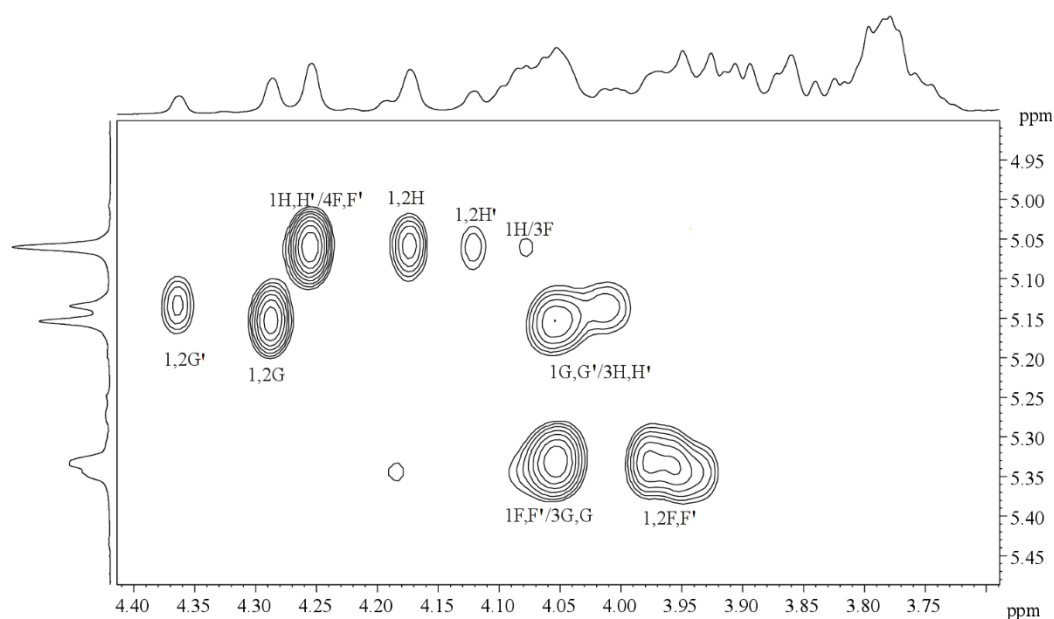 ppm
4.95
1H,H'/4F,F' 1,2H 1,2H' 1H/3F
5.00
5.05
5.10
5.15
1,2G' 1,2G 1G,G'/3H,H'
5.20
5.25
5.30
5.35
1F,F'/3G,G 1,2F,F'
5.40
5.45
4.40 4.35 4.30 4.25 4.20 4.15 4.10 4.05 4.00 3.95 3.90 3.85 3.80 3.75 ppm